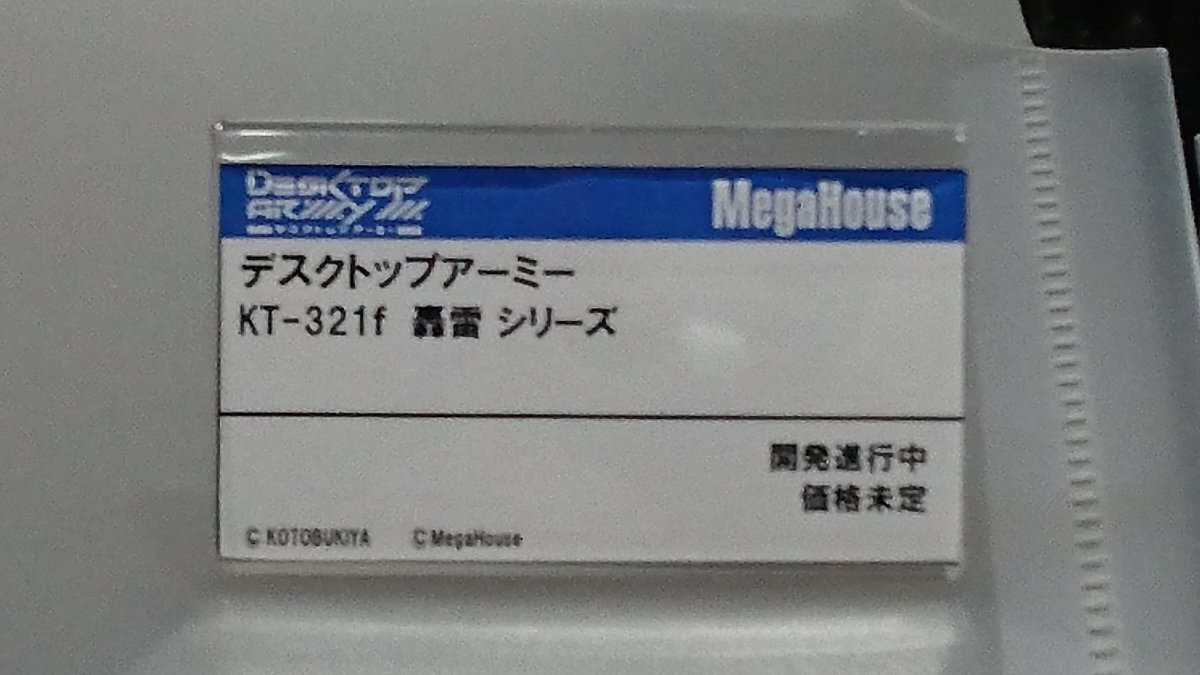 DESKTOP
ARMY
MegaHouse
デスクトップアーミー
KT-321f 轟雷 シリーズ
開発進行中
価格未定
C KOTOBUKIYA C MegaHouse